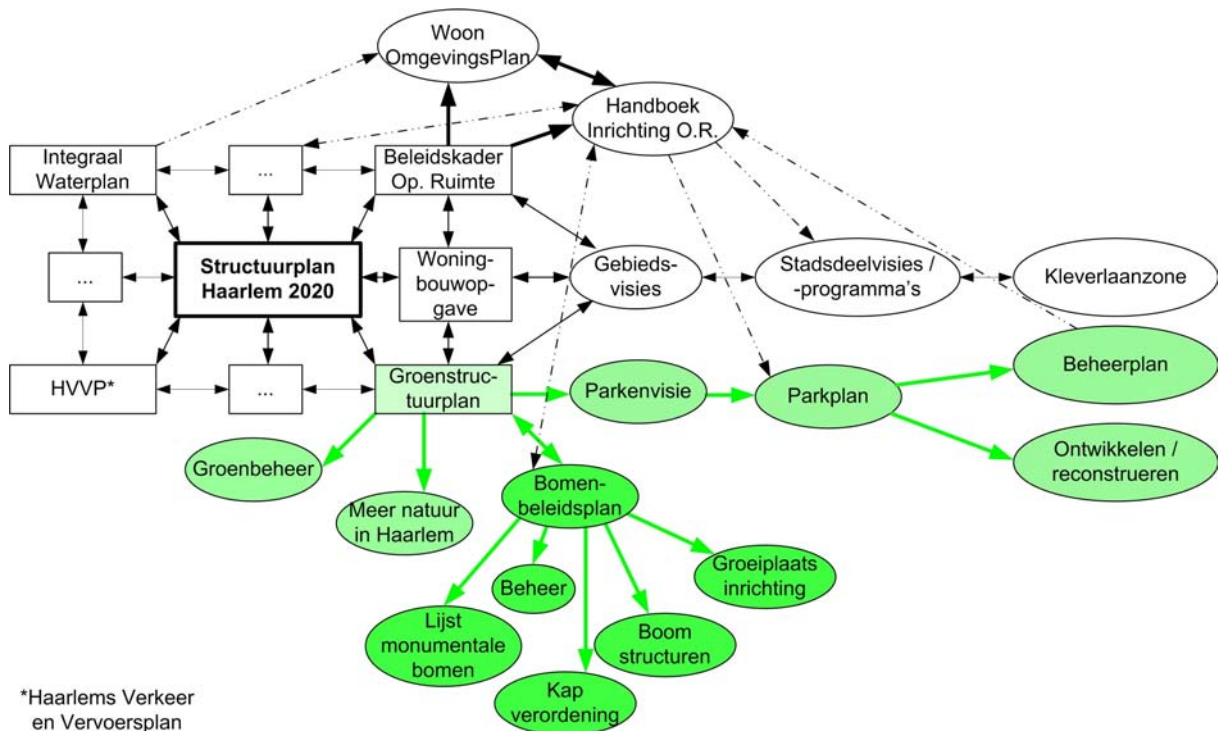 Woon
OmgevingsPlan
Handboek
Inrichting O.R.
Integraal
Waterplan
...
Beleidskader
Op. Ruimte
...
Structuurplan
Haarlem 2020
Woning-
bouwop-
gave
Gebieds-
visies
Stadsdeelvisies /
-programma's
Kleverlaanzone
HVVP*
...
Groenstruc-
tuurplan
Parkenvisie
Parkplan
Beheerplan
Groenbeheer
Ontwikkelen /
reconstrueren
Meer natuur
in Haarlem
Bomen-
beleidsplan
Groeiplaats
inrichting
Beheer
Lijst
monumentale
bomen
Boom
structuren
Kap
verordening
*Haarlems Verkeer
en Vervoersplan